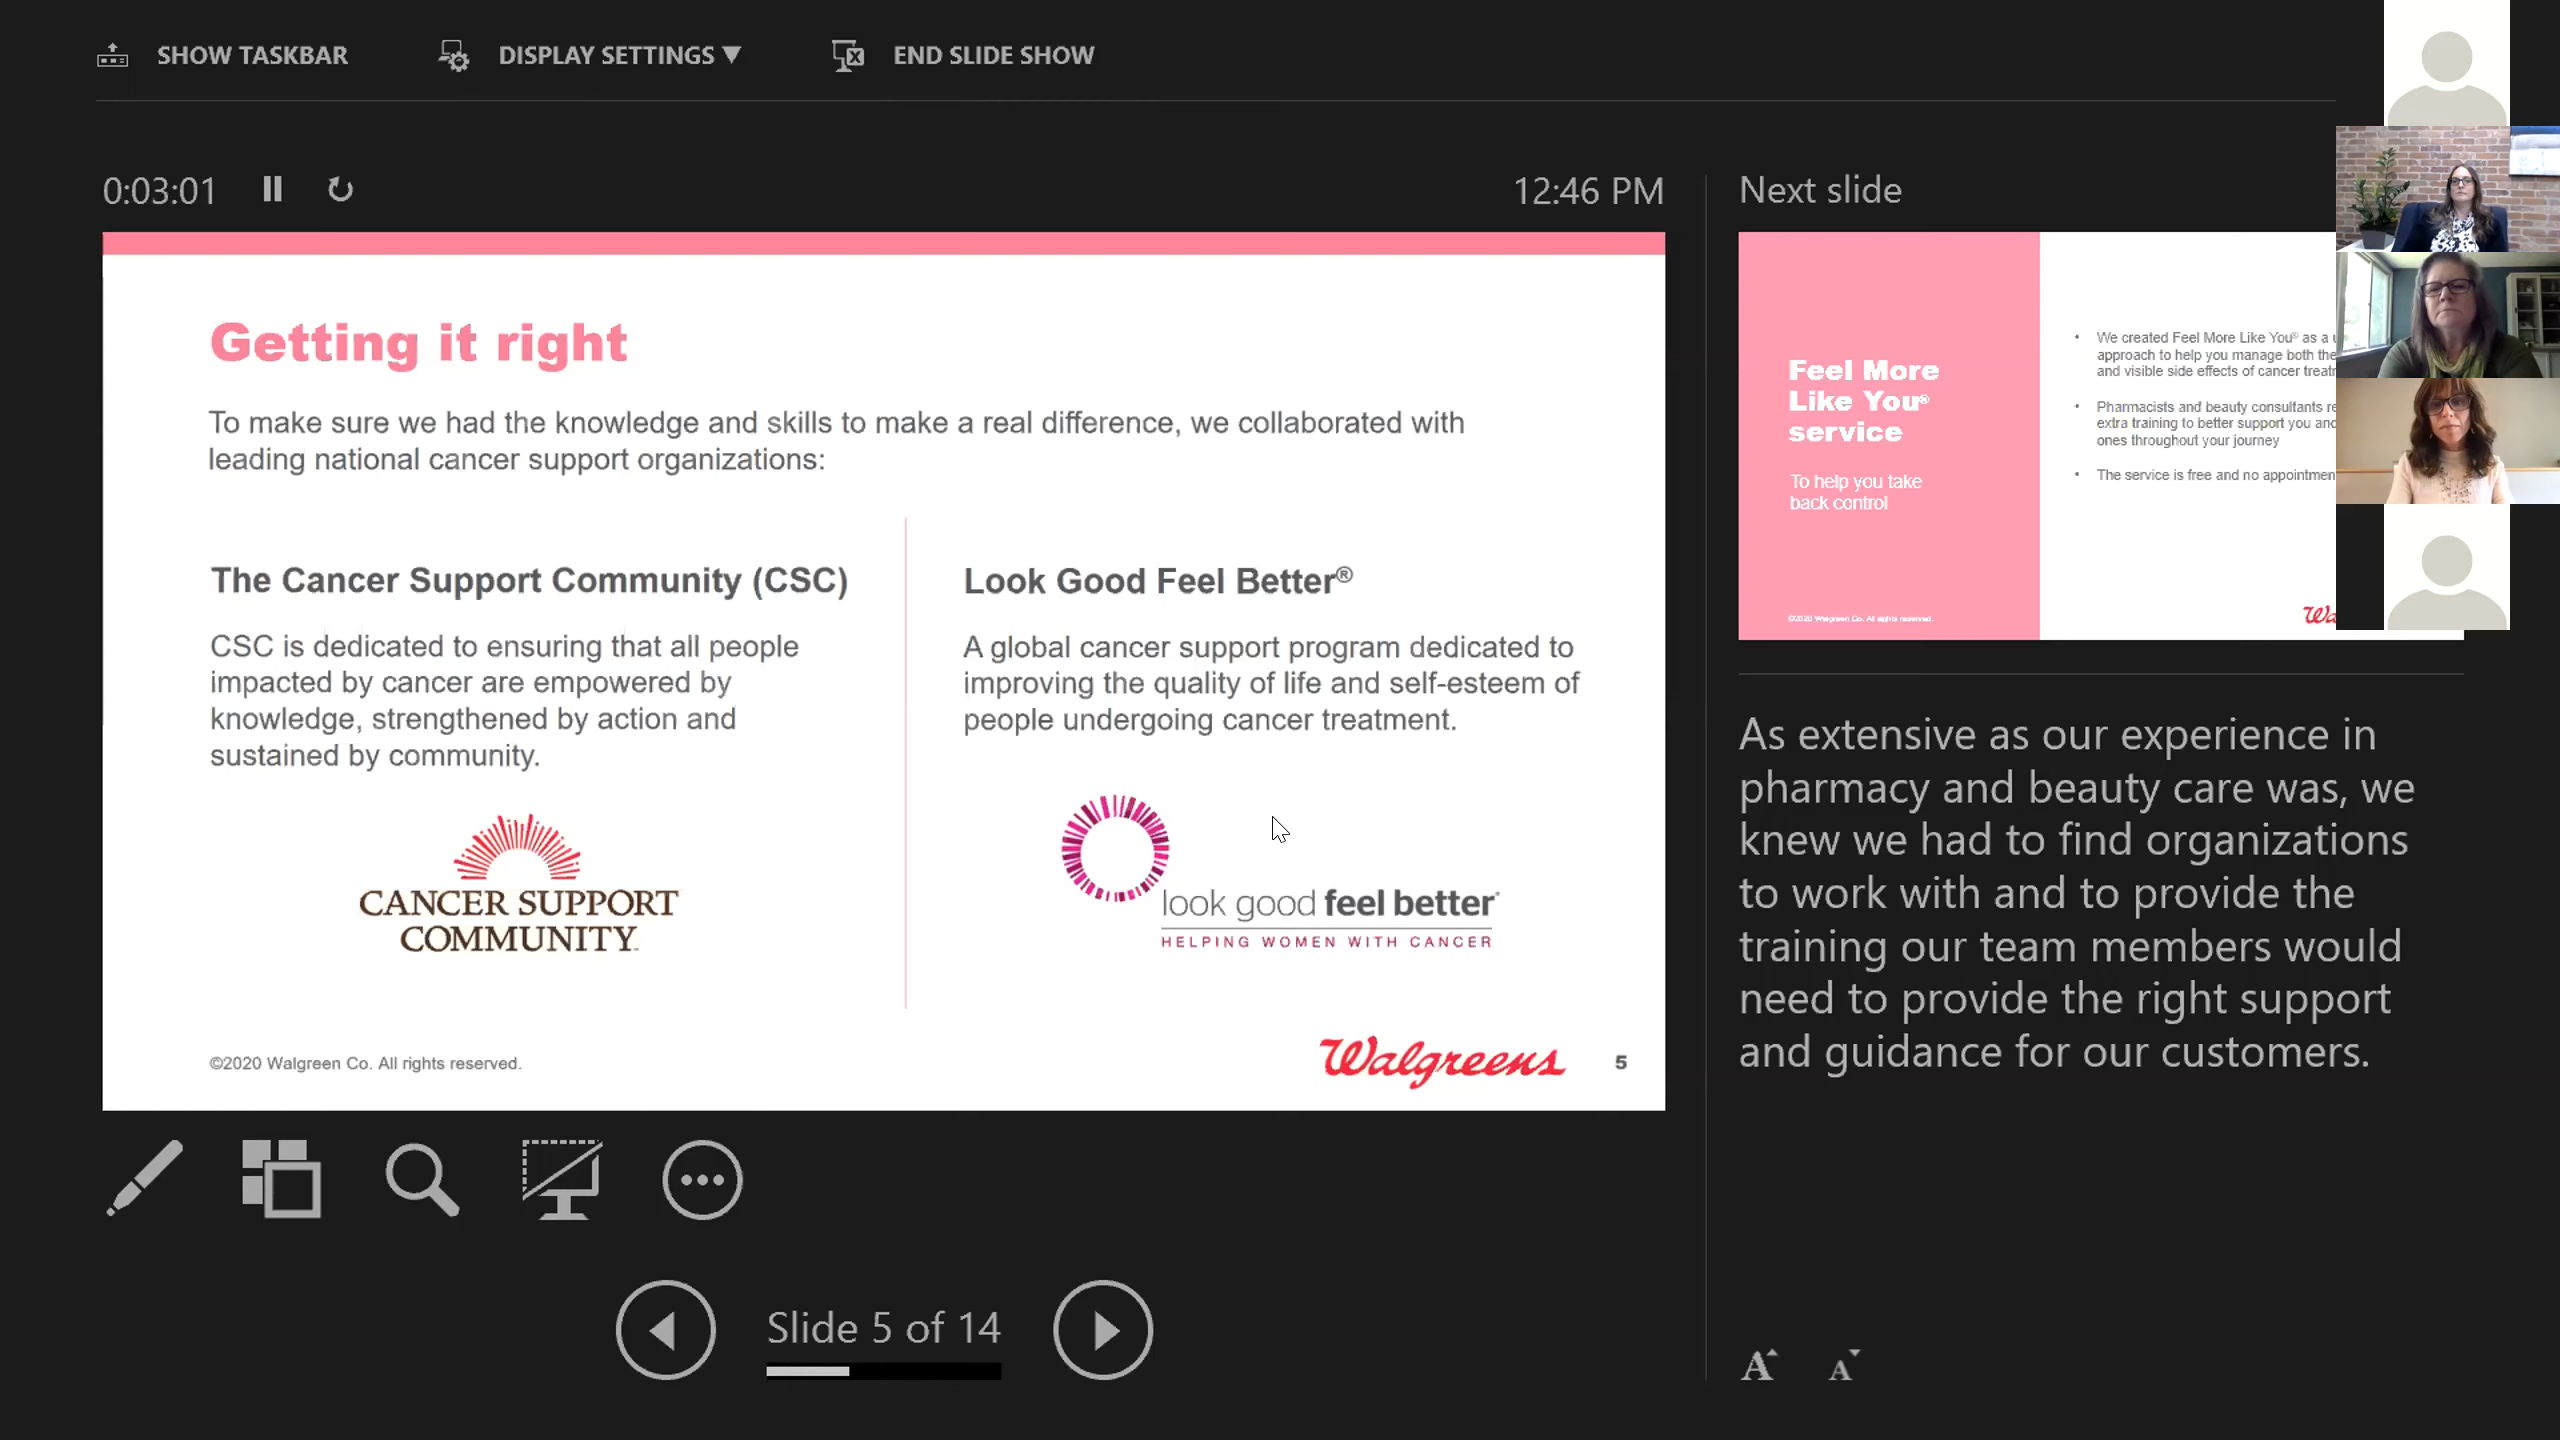 SHOW TASKBAR
DISPLAY SETTINGS ▼
END SLIDE SHOW
0:03:01
12:46 PM
Getting it right
To make sure we had the knowledge and skills to make a real difference, we collaborated with
leading national cancer support organizations:
The Cancer Support Community (CSC)
CSC is dedicated to ensuring that all people
impacted by cancer are empowered by
knowledge, strengthened by action and
sustained by community.
CANCER SUPPORT
COMMUNITY
Look Good Feel Better®
A global cancer support program dedicated to
improving the quality of life and self-esteem of
people undergoing cancer treatment.
look good feel better
HELPING WOMEN WITH CANCER
©2020 Walgreen Co. All rights reserved.
Walgreens
5
Slide 5 of 14
Next slide
Feel More
Like You®
service
To help you take
back control
©2020 Walgreen Co. All rights reserved.
• We created Feel More Like You® as a
approach to help you manage both the
and visible side effects of cancer
• Pharmacists and beauty consultants
extra training to better support you and
ones throughout your journey
• The service is free and no
As extensive as our experience in
pharmacy and beauty care was, we
knew we had to find organizations
to work with and to provide the
training our team members would
need to provide the right support
and guidance for our customers.
A A